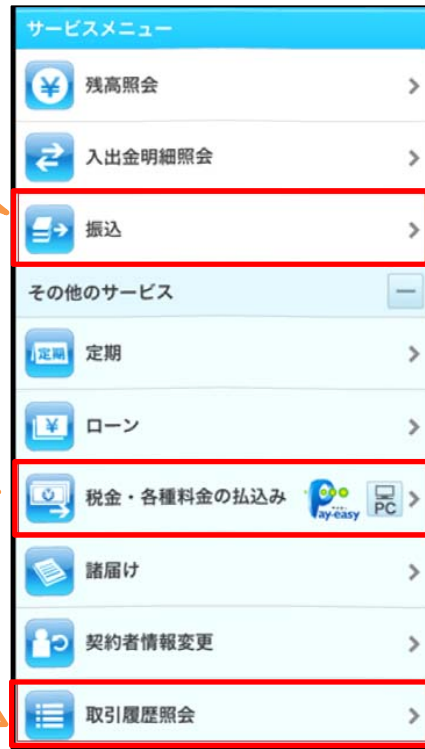 サービスメニュー
残高照会
入出金明細照会
振込
その他のサービス
定期 定期
ローン
税金・各種料金の払込み Pay-easy PC
諸届け
契約者情報変更
取引履歴照会